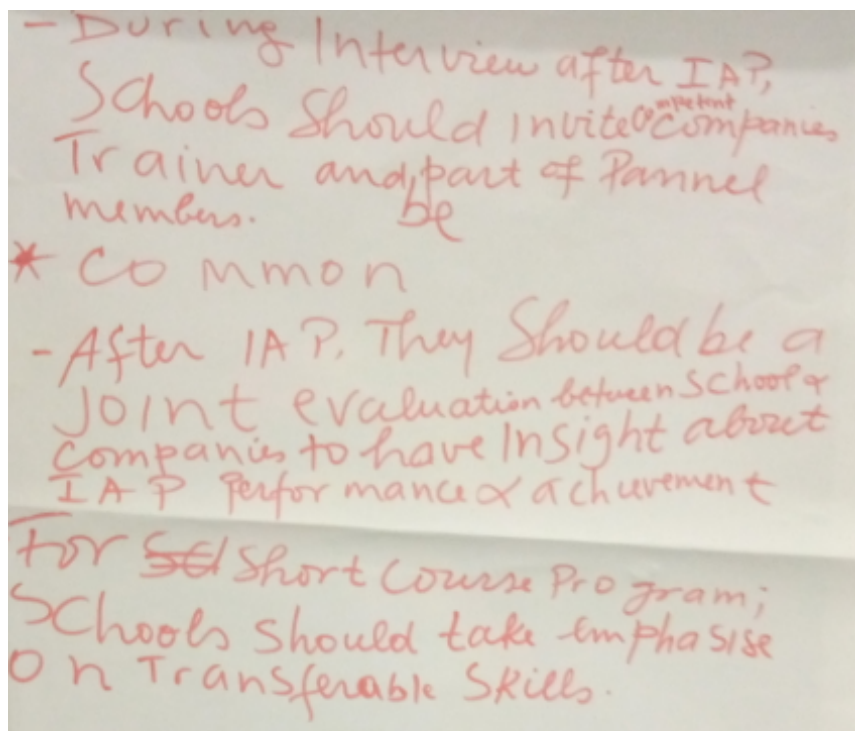 - During Interview after IAP,
Schools Should invite competent companies
Trainer and be part of Pannel
members.
* Common
- After IAP. They Should be a
Joint evaluation between School &
companies to have Insight about
IAP Performance & achuvement
For Short Course Program;
Schools should take emphasise
on Transferable Skills.